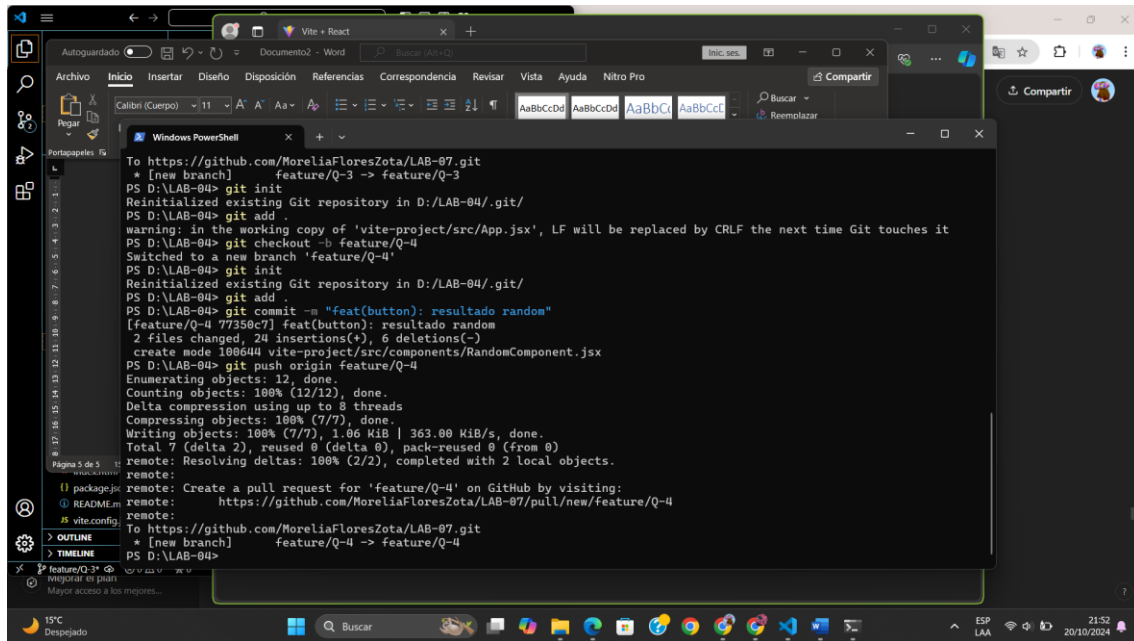 Vite + React
Autoguardado
Documento2 - Word
Buscar (Alt+Q)
Inic. ses.
Archivo Inicio Insertar Diseño Disposición Referencias Correspondencia Revisar Vista Ayuda Nitro Pro Compartir
Compartir
Pegar
Calibri (Cuerpo) 11
AaBbCcDd AaBbCcDd AaBbCc AaBbCcC
Buscar
Reemplazar
Portapapeles
Windows PowerShell
To https://github.com/MoreliaFloresZota/LAB-07.git
* [new branch] feature/Q-3 -> feature/Q-3
PS D:\LAB-04> git init
Reinitialized existing Git repository in D:/LAB-04/.git/
PS D:\LAB-04> git add .
warning: in the working copy of 'vite-project/src/App.jsx', LF will be replaced by CRLF the next time Git touches it
PS D:\LAB-04> git checkout -b feature/Q-4
Switched to a new branch 'feature/Q-4'
PS D:\LAB-04> git init
Reinitialized existing Git repository in D:/LAB-04/.git/
PS D:\LAB-04> git add .
PS D:\LAB-04> git commit -m "feat(button): resultado random"
[feature/Q-4 77350c7] feat(button): resultado random
2 files changed, 24 insertions(+), 6 deletions(-)
create mode 100644 vite-project/src/components/RandomComponent.jsx
PS D:\LAB-04> git push origin feature/Q-4
Enumerating objects: 12, done.
Counting objects: 100% (12/12), done.
Delta compression using up to 8 threads
Compressing objects: 100% (7/7), done.
Writing objects: 100% (7/7), 1.06 KiB | 363.00 KiB/s, done.
Total 7 (delta 2), reused 0 (delta 0), pack-reused 0 (from 0)
remote: Resolving deltas: 100% (2/2), completed with 2 local objects.
remote:
remote: Create a pull request for 'feature/Q-4' on GitHub by visiting:
remote: https://github.com/MoreliaFloresZota/LAB-07/pull/new/feature/Q-4
remote:
To https://github.com/MoreliaFloresZota/LAB-07.git
* [new branch] feature/Q-4 -> feature/Q-4
PS D:\LAB-04>
Página 5 de 5
{} package.js
README.m
JS vite.config.
> OUTLINE
> TIMELINE
feature/Q-3*
Mejorar el plan
Mayor acceso a los mejores...
15°C
Despejado
Buscar
ESP
LAA
21:52
20/10/2024